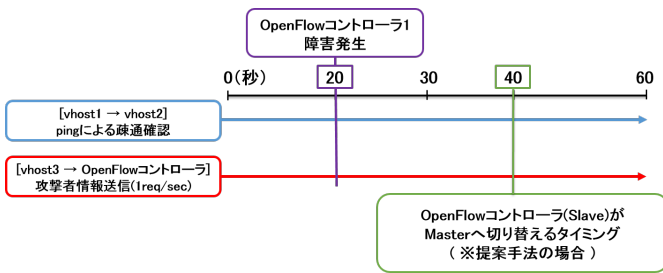 OpenFlowコントローラ1
障害発生
0(秒)
20
30
40
60
[vhost1 → vhost2]
pingによる疎通確認
[vhost3 → OpenFlowコントローラ]
攻撃者情報送信(1req/sec)
OpenFlowコントローラ(Slave)が
Masterへ切り替えるタイミング
( ※提案手法の場合 )